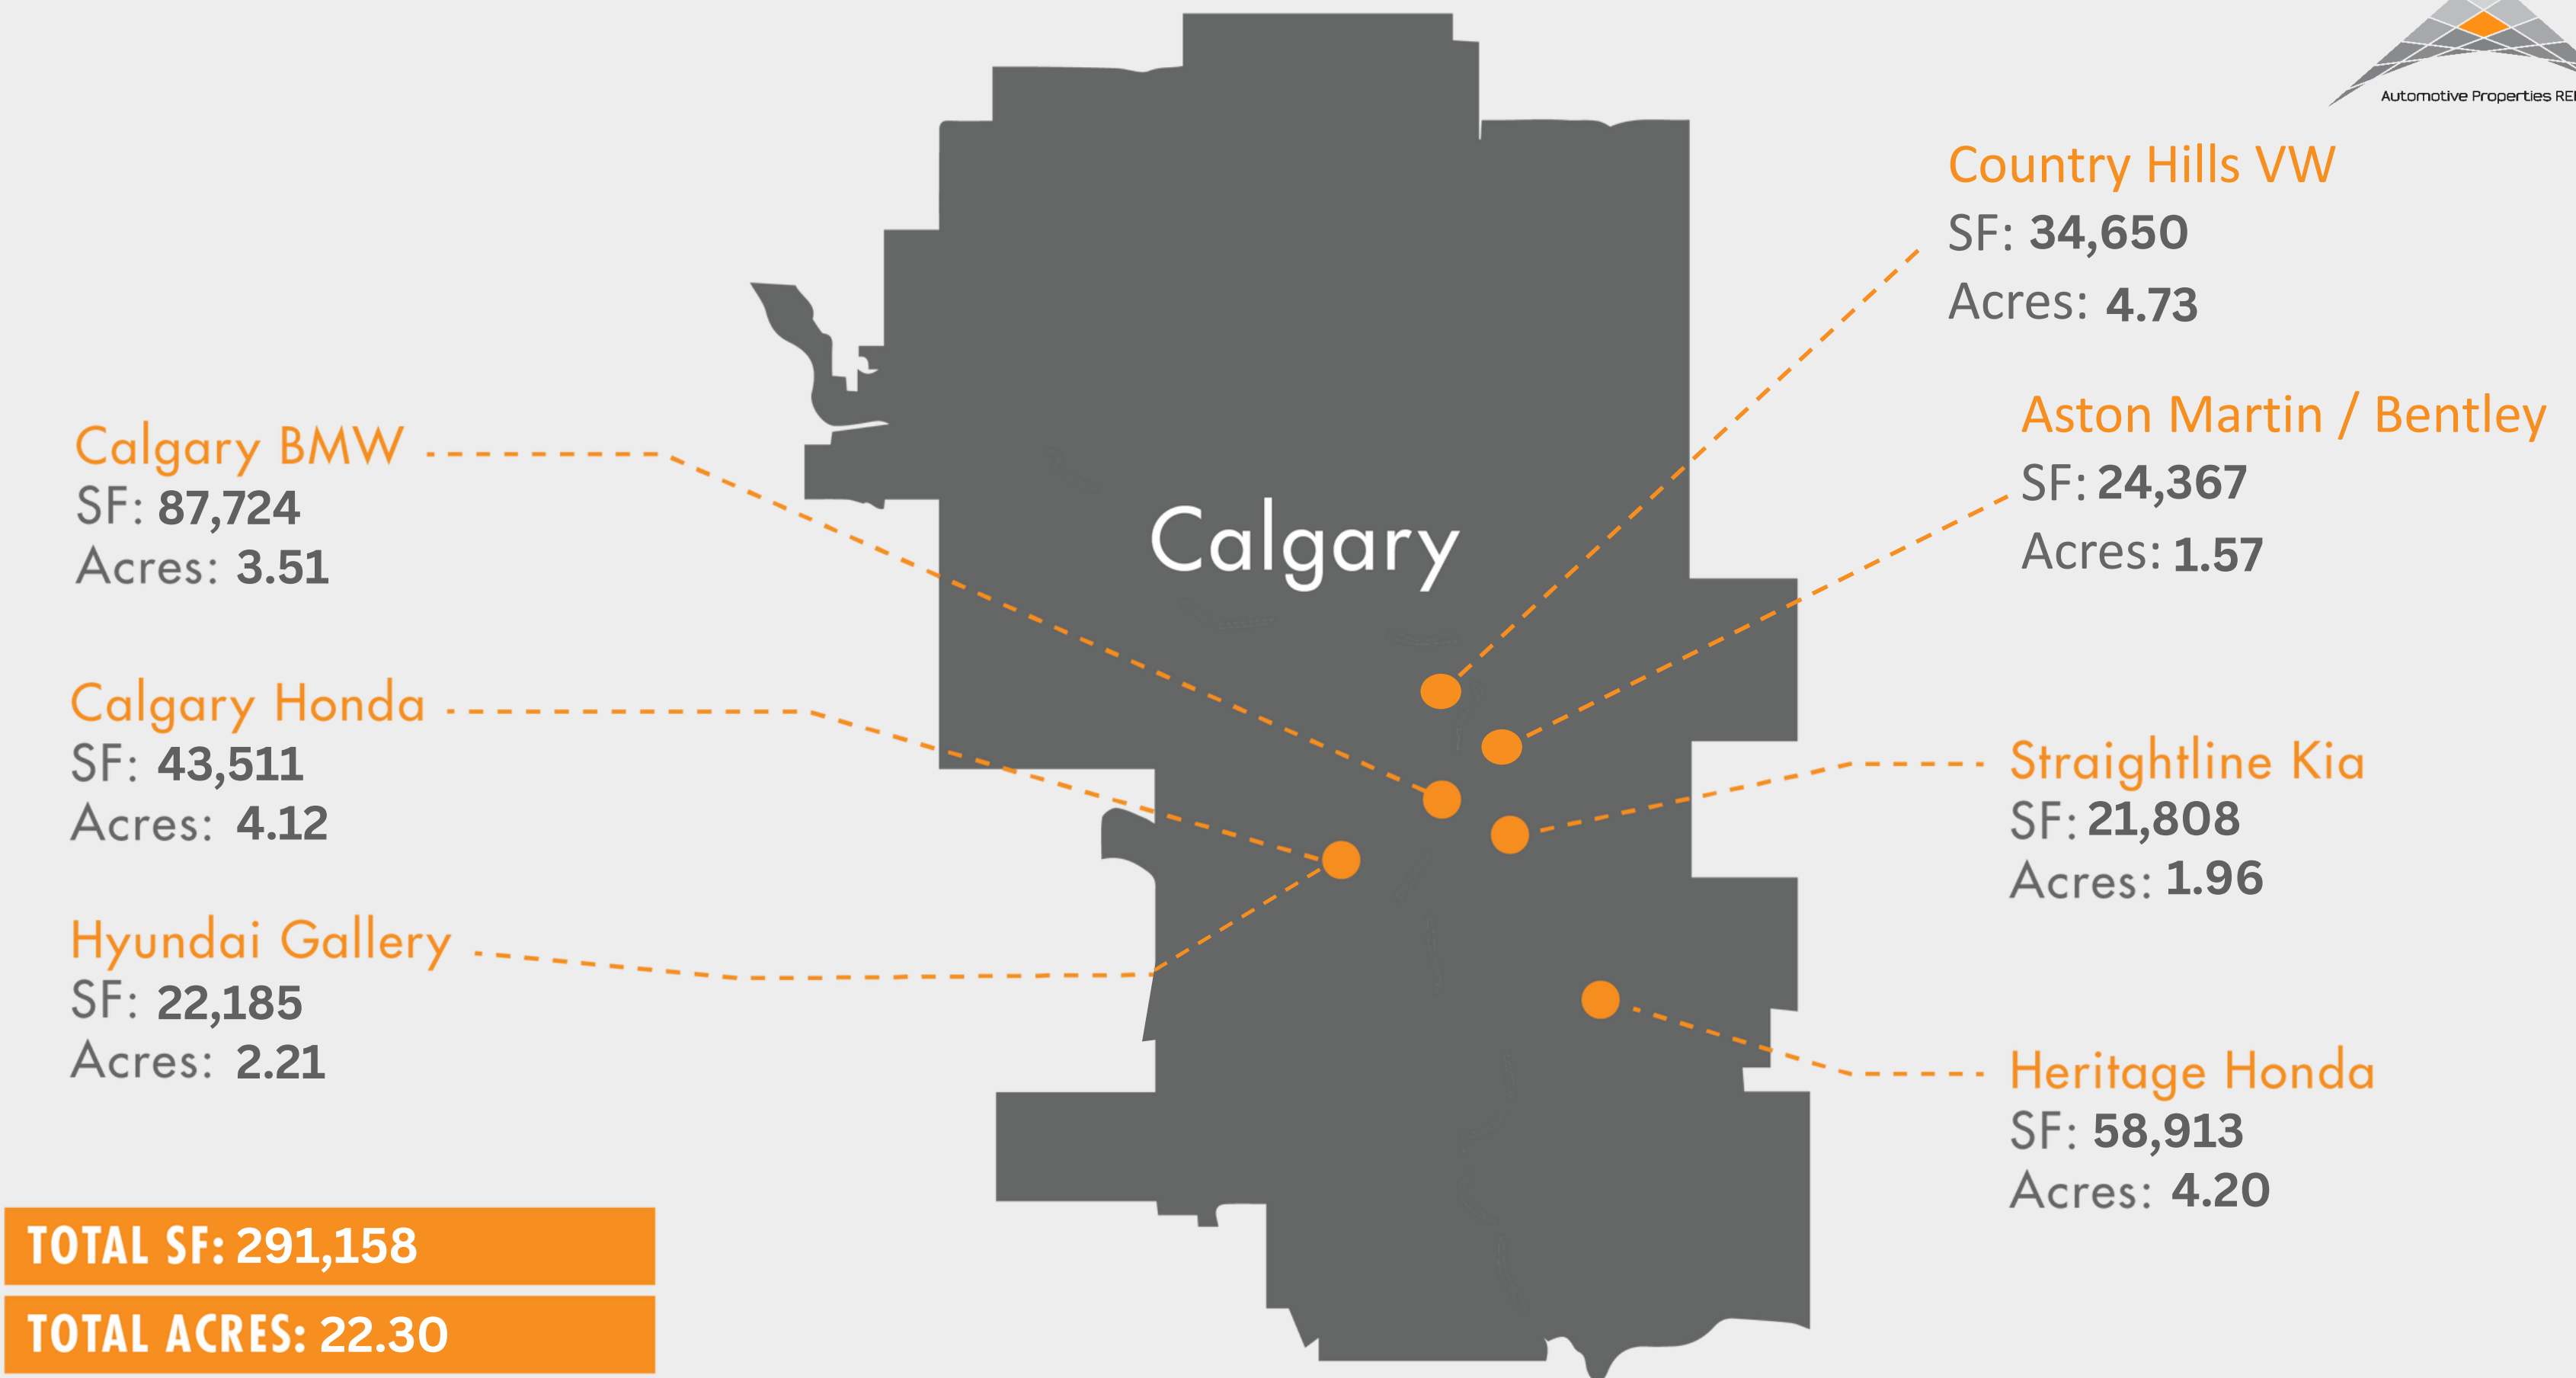 Automotive Properties
Country Hills VW
SF: 34,650
Acres: 4.73
Aston Martin / Bentley
SF: 24,367
Acres: 1.57
Calgary BMW
SF: 87,724
Acres: 3.51
Calgary
Calgary Honda
SF: 43,511
Acres: 4.12
Straightline Kia
SF: 21,808
Acres: 1.96
Hyundai Gallery
SF: 22,185
Acres: 2.21
Heritage Honda
SF: 58,913
Acres: 4.20
TOTAL SF: 291,158
TOTAL ACRES: 22.30